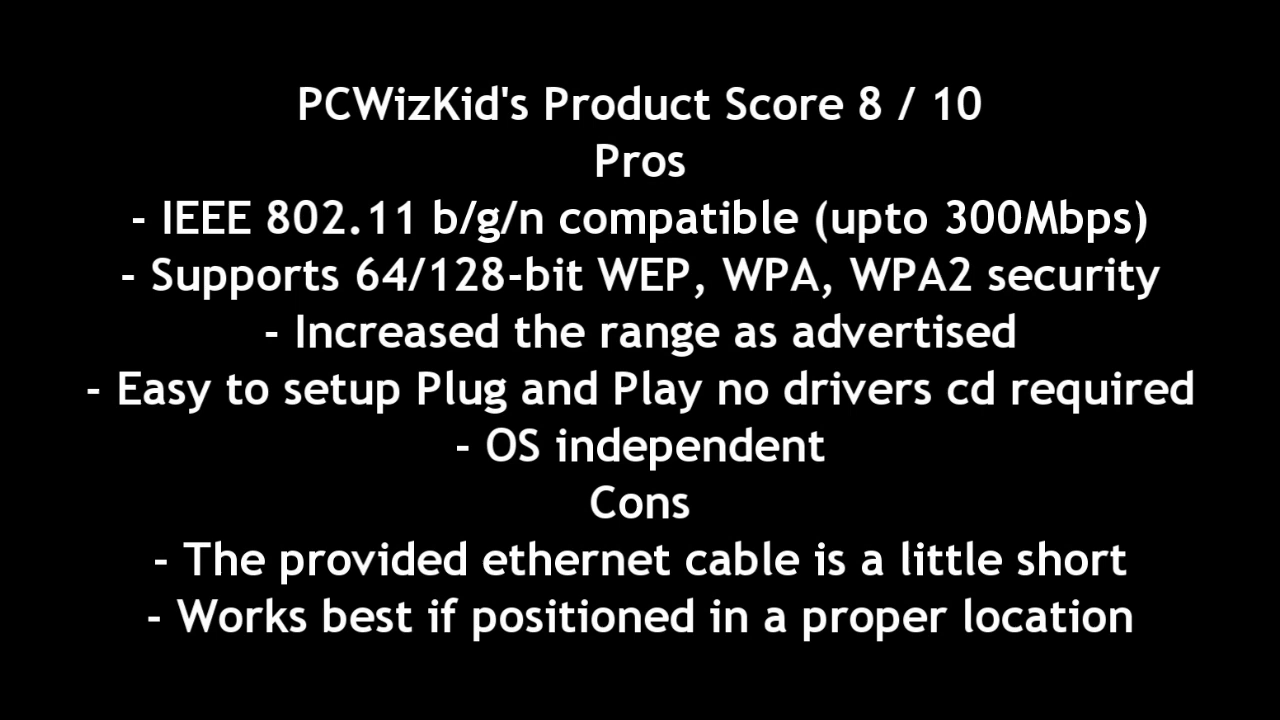 PCWizKid's Product Score 8 / 10
Pros
- IEEE 802.11 b/g/n compatible (upto 300Mbps)
- Supports 64/128-bit WEP, WPA, WPA2 security
- Increased the range as advertised
- Easy to setup Plug and Play no drivers cd required
- OS independent
Cons
- The provided ethernet cable is a little short
- Works best if positioned in a proper location